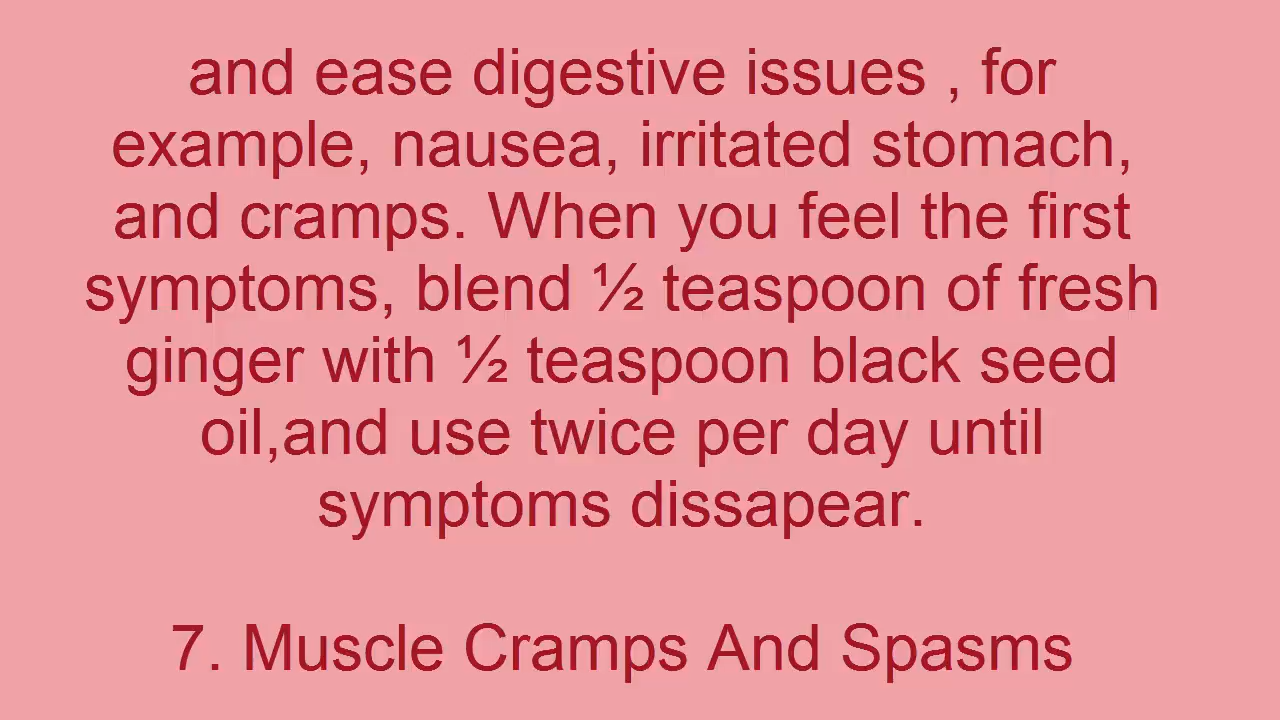 and ease digestive issues , for
example, nausea, irritated stomach,
and cramps. When you feel the first
symptoms, blend ½ teaspoon of fresh
ginger with ½ teaspoon black seed
oil,and use twice per day until
symptoms dissapear.
7. Muscle Cramps And Spasms